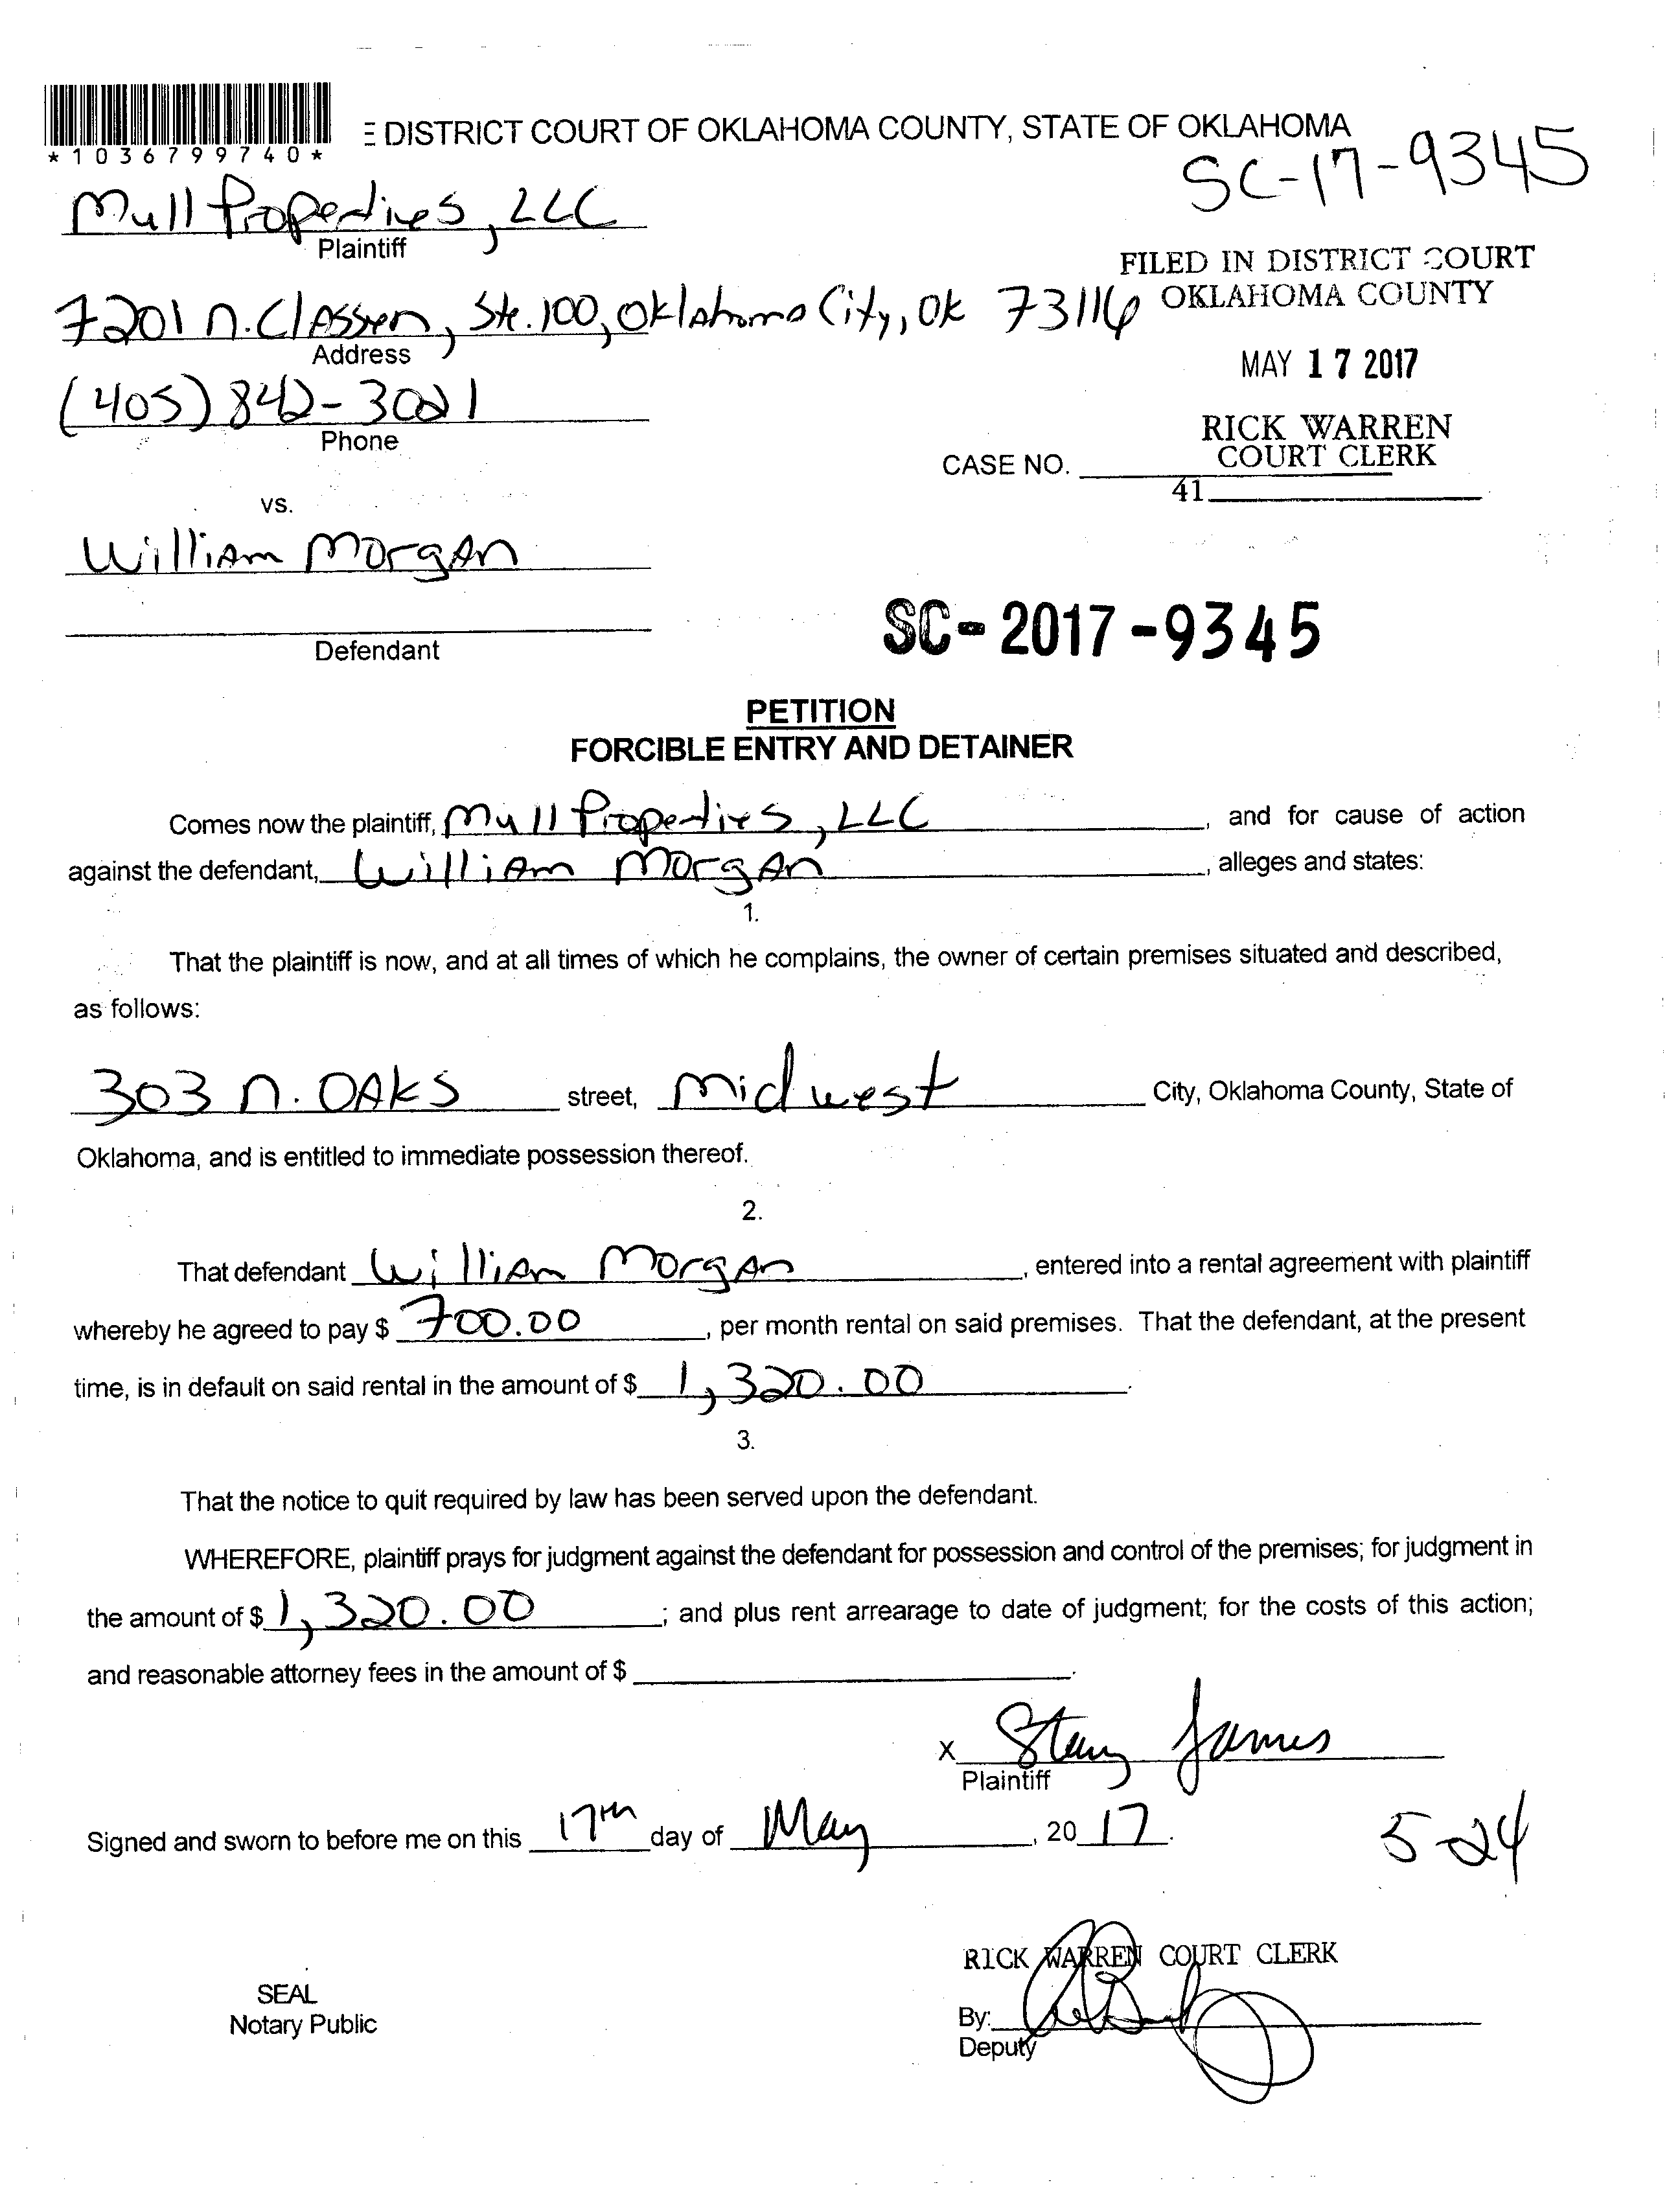 E DISTRICT COURT OF OKLAHOMA COUNTY, STATE OF OKLAHOMA
*1036799740*
SC-17-9345
Mull Properties, LLC
Plaintiff
FILED IN DISTRICT COURT
OKLAHOMA COUNTY
7201 N. Classen, Ste. 100, Oklahoma City, OK 73116
Address
MAY 17 2017
(405) 842-3021
Phone
RICK WARREN
COURT CLERK
CASE NO.
41
vs.
William Morgan
SC-2017-9345
Defendant
PETITION
FORCIBLE ENTRY AND DETAINER
Comes now the plaintiff, Mull Properties, LLC, and for cause of action
against the defendant, William Morgan, alleges and states:
1.
That the plaintiff is now, and at all times of which he complains, the owner of certain premises situated and described,
as follows:
303 N. OAKS street, Midwest City, Oklahoma County, State of
Oklahoma, and is entitled to immediate possession thereof.
2.
That defendant William Morgan, entered into a rental agreement with plaintiff
whereby he agreed to pay $ 700.00, per month rental on said premises. That the defendant, at the present
time, is in default on said rental in the amount of $ 1,320.00.
3.
That the notice to quit required by law has been served upon the defendant.
WHEREFORE, plaintiff prays for judgment against the defendant for possession and control of the premises; for judgment in
the amount of $ 1,320.00; and plus rent arrearage to date of judgment; for the costs of this action;
and reasonable attorney fees in the amount of $ .
X Stacy James
Plaintiff
Signed and sworn to before me on this 17th day of May, 20 17.
5-24
RICK WARREN COURT CLERK
SEAL
Notary Public
By:
Deputy